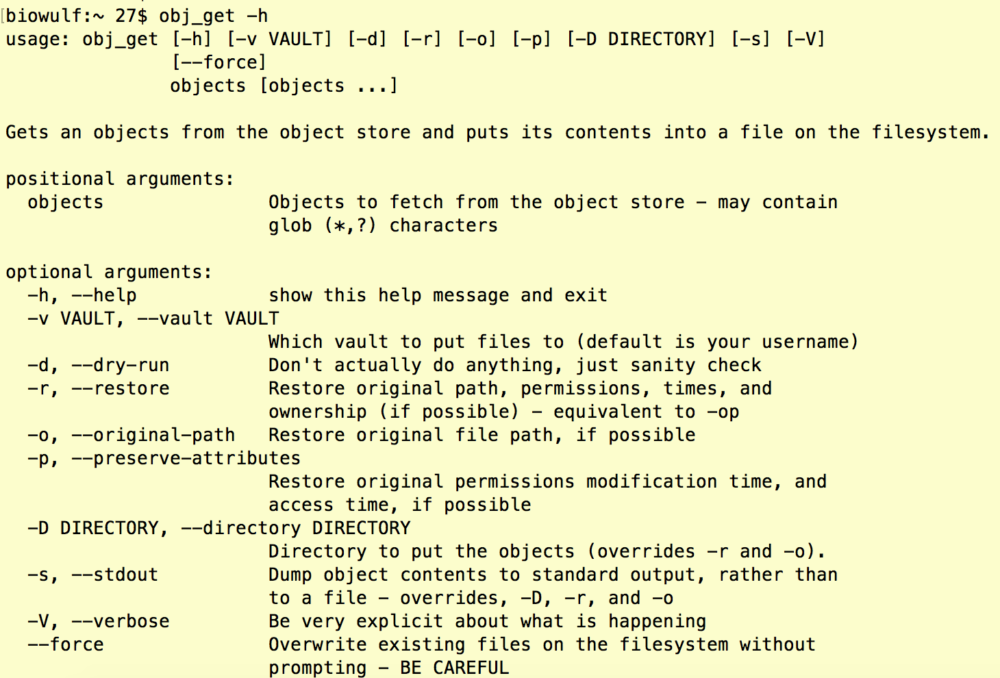 [biowulf:~ 27$ obj_get -h
usage: obj_get [-h] [-v VAULT] [-d] [-r] [-o] [-p] [-D DIRECTORY] [-s] [-V]
               [--force]
               objects [objects ...]

Gets an objects from the object store and puts its contents into a file on the filesystem.

positional arguments:
  objects               Objects to fetch from the object store - may contain
                        glob (*,?) characters

optional arguments:
  -h, --help            show this help message and exit
  -v VAULT, --vault VAULT
                        Which vault to put files to (default is your username)
  -d, --dry-run         Don't actually do anything, just sanity check
  -r, --restore         Restore original path, permissions, times, and
                        ownership (if possible) - equivalent to -op
  -o, --original-path   Restore original file path, if possible
  -p, --preserve-attributes
                        Restore original permissions modification time, and
                        access time, if possible
  -D DIRECTORY, --directory DIRECTORY
                        Directory to put the objects (overrides -r and -o).
  -s, --stdout          Dump object contents to standard output, rather than
                        to a file - overrides, -D, -r, and -o
  -V, --verbose         Be very explicit about what is happening
  --force               Overwrite existing files on the filesystem without
                        prompting - BE CAREFUL